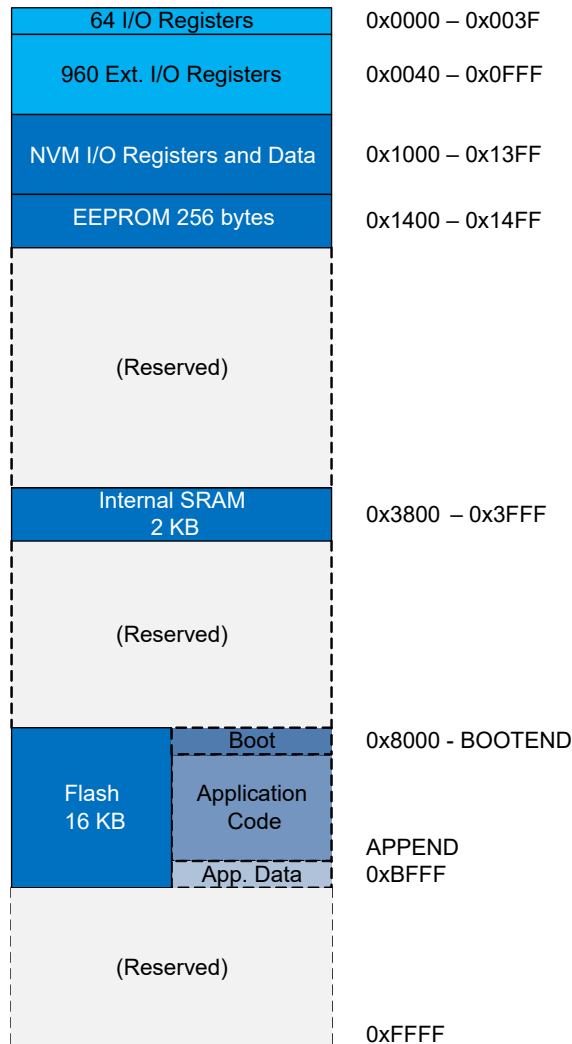 64 I/O Registers 0x0000 – 0x003F
960 Ext. I/O Registers 0x0040 – 0x0FFF
NVM I/O Registers and Data 0x1000 – 0x13FF
EEPROM 256 bytes 0x1400 – 0x14FF
(Reserved)
Internal SRAM
2 KB
0x3800 – 0x3FFF
(Reserved)
Boot 0x8000 - BOOTEND
Flash
16 KB
Application
Code
APPEND
App. Data 0xBFFF
(Reserved)
0xFFFF